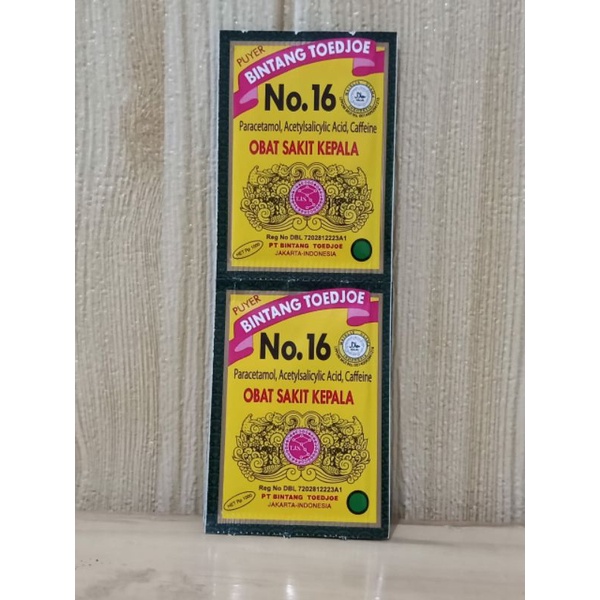 PUYER
BINTANG TOEDJOE
No.16
Paracetamol, Acetylsalicylic Acid, Caffeine
OBAT SAKIT KEPALA
Reg No DBL 7202812223A1
PT BINTANG TOEDJOE
JAKARTA-INDONESIA
PUYER
BINTANG TOEDJOE
No.16
Paracetamol, Acetylsalicylic Acid, Caffeine
OBAT SAKIT KEPALA
Reg No DBL 7202812223A1
PT BINTANG TOEDJOE
JAKARTA-INDONESIA